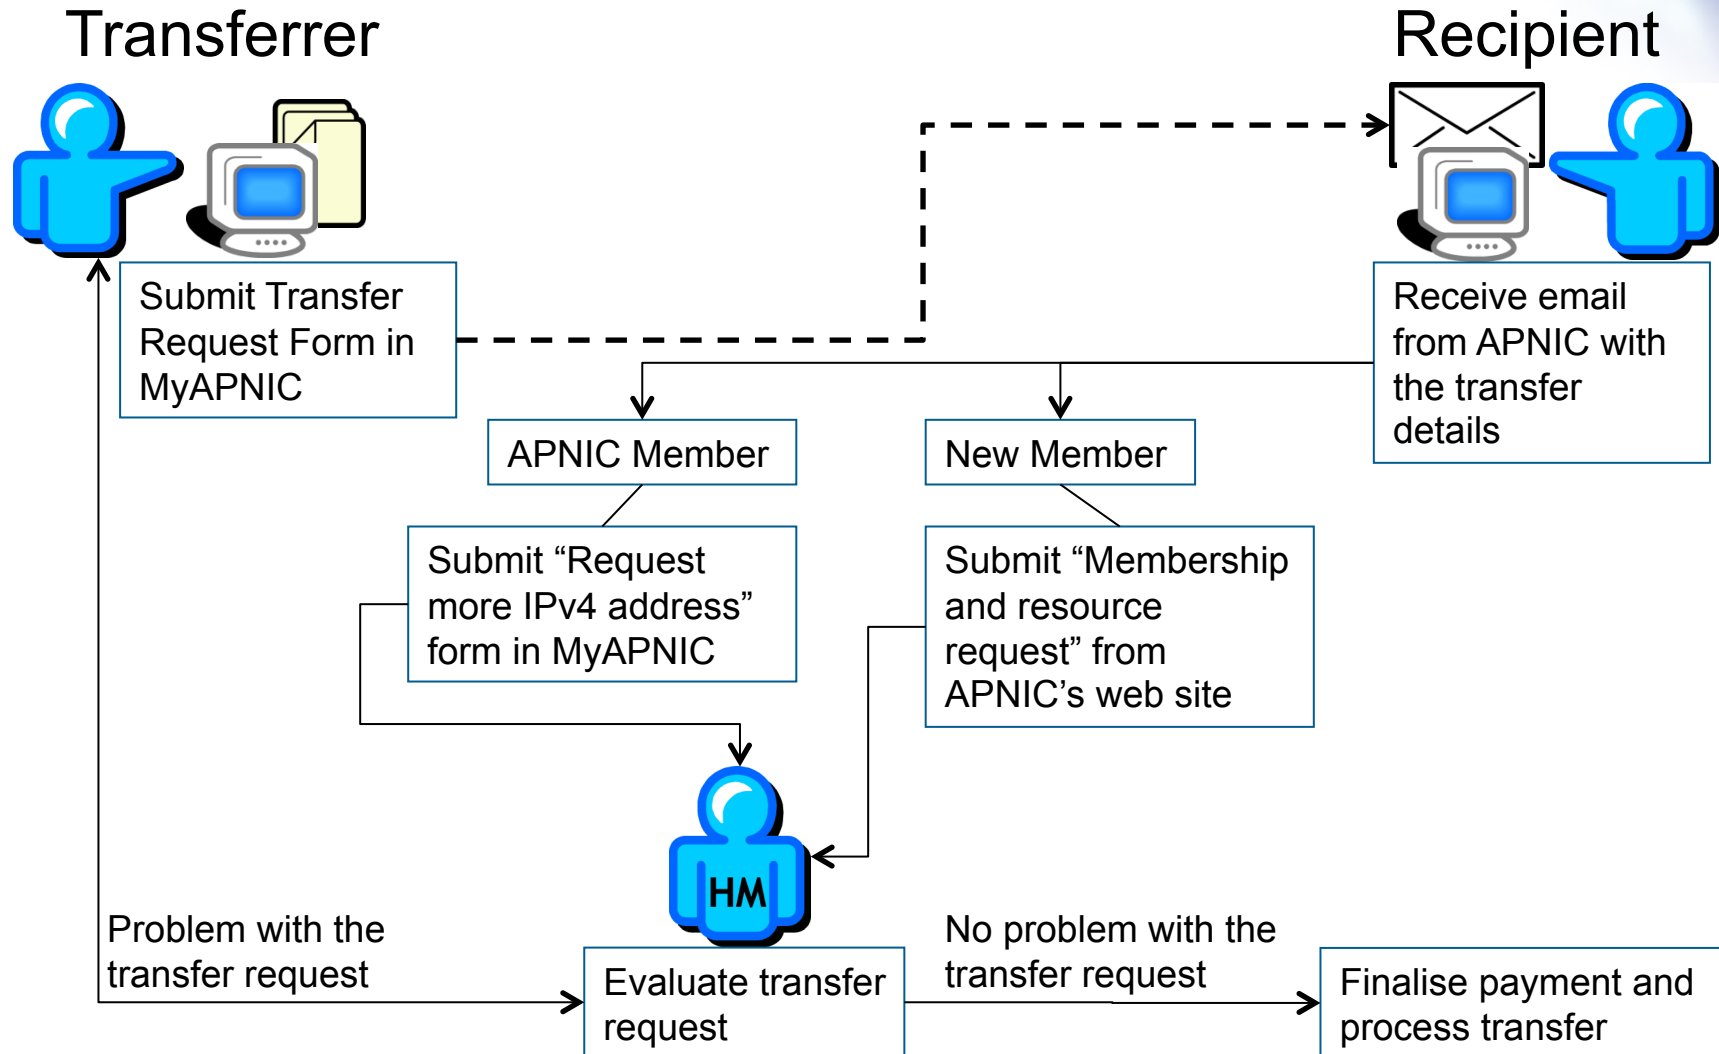 Transferrer
Recipient
Submit Transfer
Request Form in
MyAPNIC
Receive email
from APNIC with
the transfer
details
APNIC Member
New Member
Submit “Request
more IPv4 address”
form in MyAPNIC
Submit “Membership
and resource
request” from
APNIC’s web site
HM
Problem with the
transfer request
Evaluate transfer
request
No problem with the
transfer request
Finalise payment and
process transfer